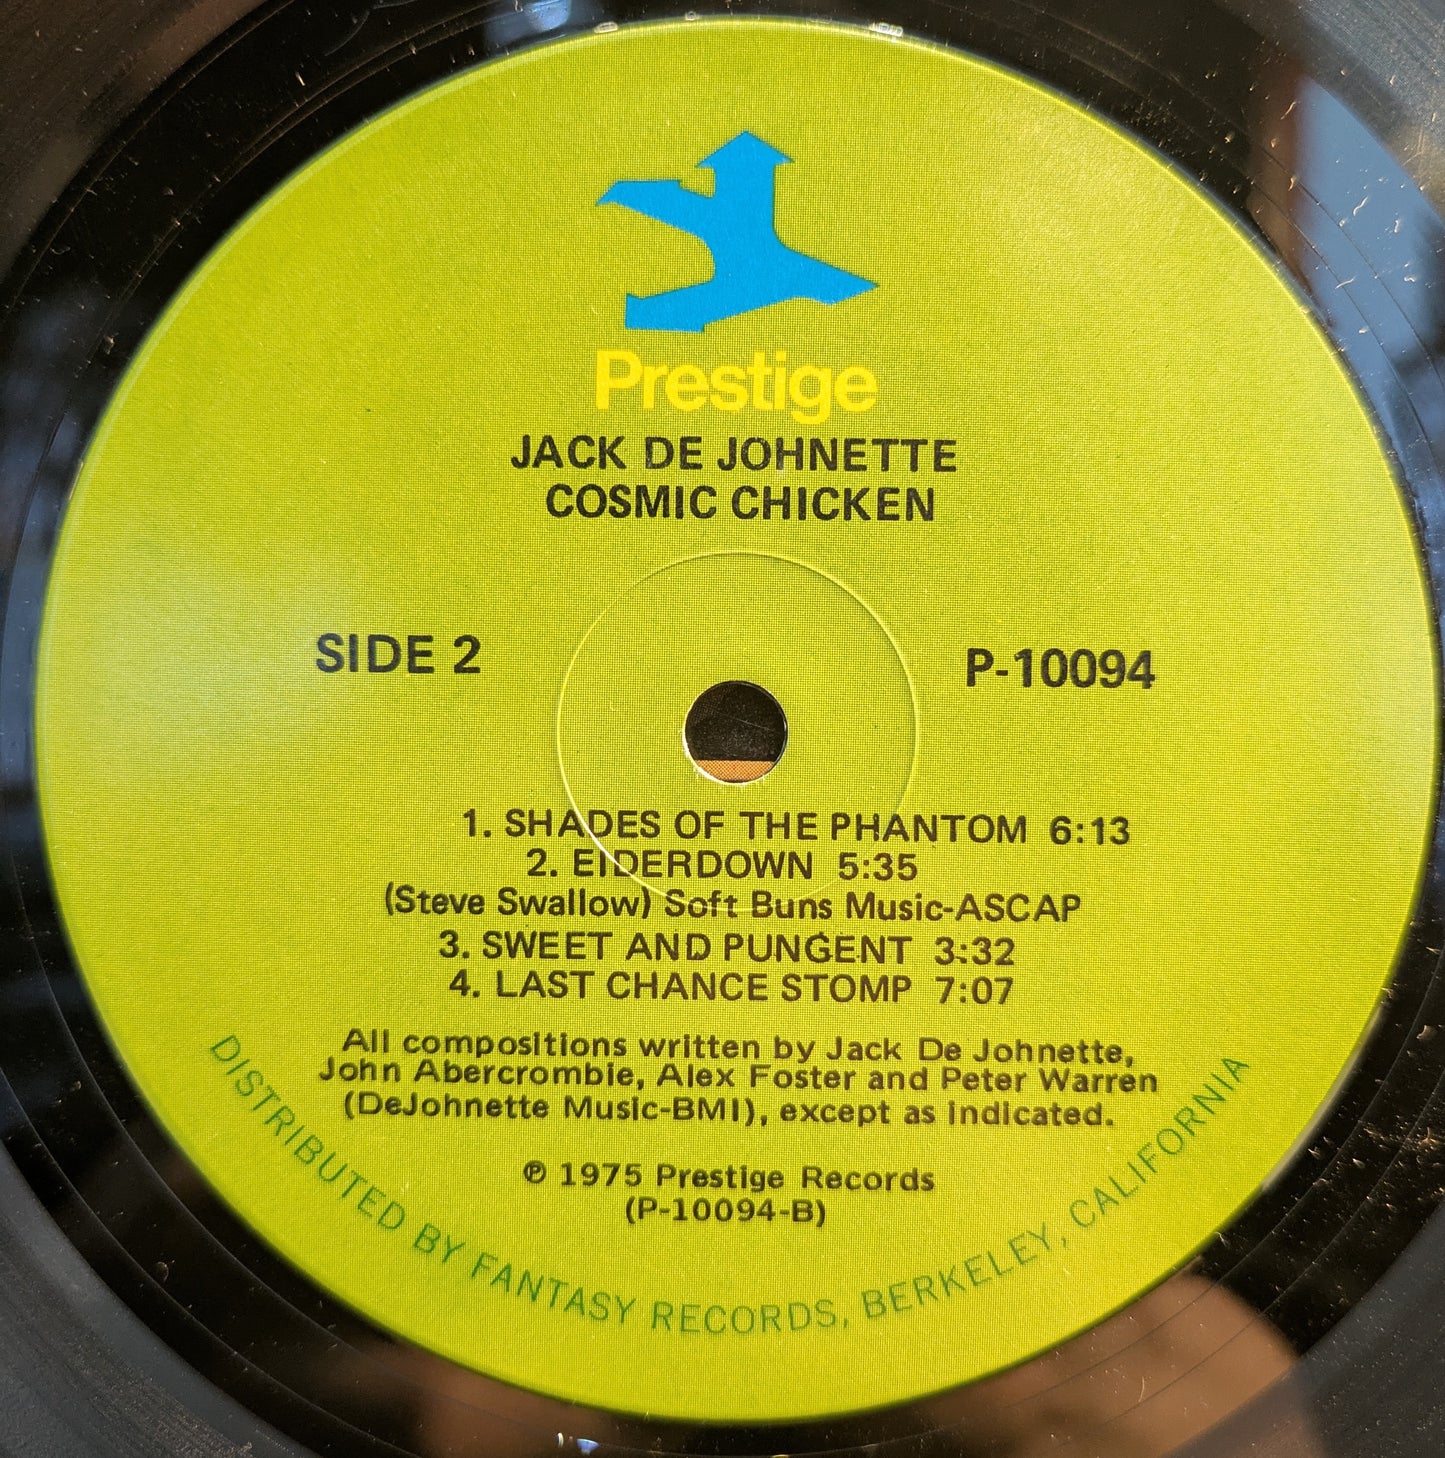 Prestige
JACK DE JOHNETTE
COSMIC CHICKEN
SIDE 2
P-10094
1. SHADES OF THE PHANTOM 6:13
2. EIDERDOWN 5:35
(Steve Swallow) Soft Buns Music-ASCAP
3. SWEET AND PUNGENT 3:32
4. LAST CHANCE STOMP 7:07
All compositions written by Jack De Johnette,
John Abercrombie, Alex Foster and Peter Warren
(DeJohnette Music-BMI), except as indicated.
℗ 1975 Prestige Records
(P-10094-B)
DISTRIBUTED BY FANTASY RECORDS, BERKELEY, CALIFORNIA